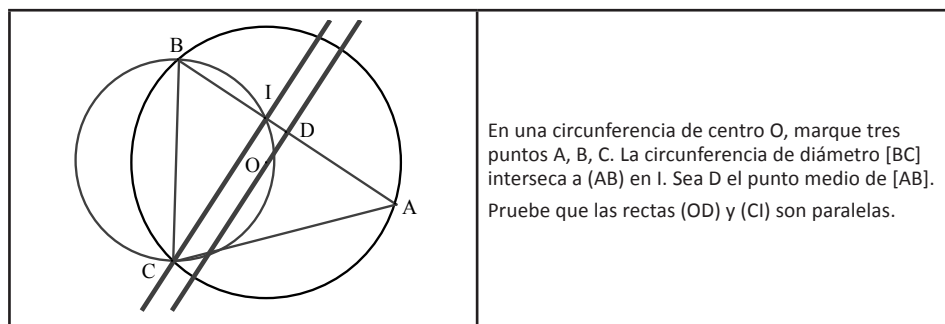 B
I
D
O
A
C
En una circunferencia de centro O, marque tres
puntos A, B, C. La circunferencia de diámetro [BC]
interseca a (AB) en I. Sea D el punto medio de [AB].
Pruebe que las rectas (OD) y (CI) son paralelas.